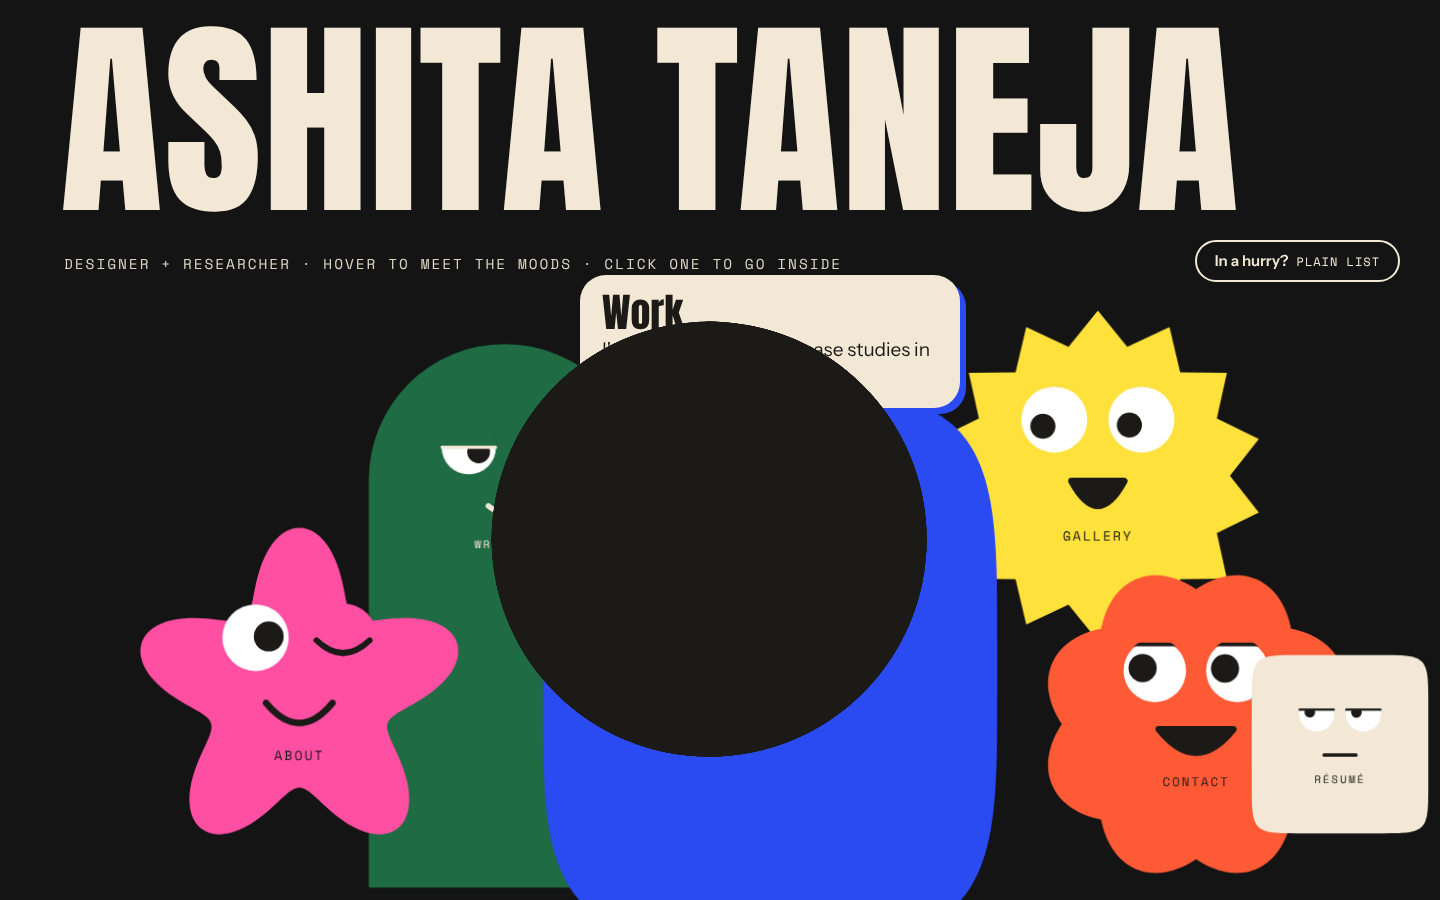 ASHITA TANEJA
DESIGNER + RESEARCHER · HOVER TO MEET THE MOODS · CLICK ONE TO GO INSIDE
In a hurry? PLAIN LIST
Work
studies in
GALLERY
ABOUT
CONTACT
RÉSUMÉ